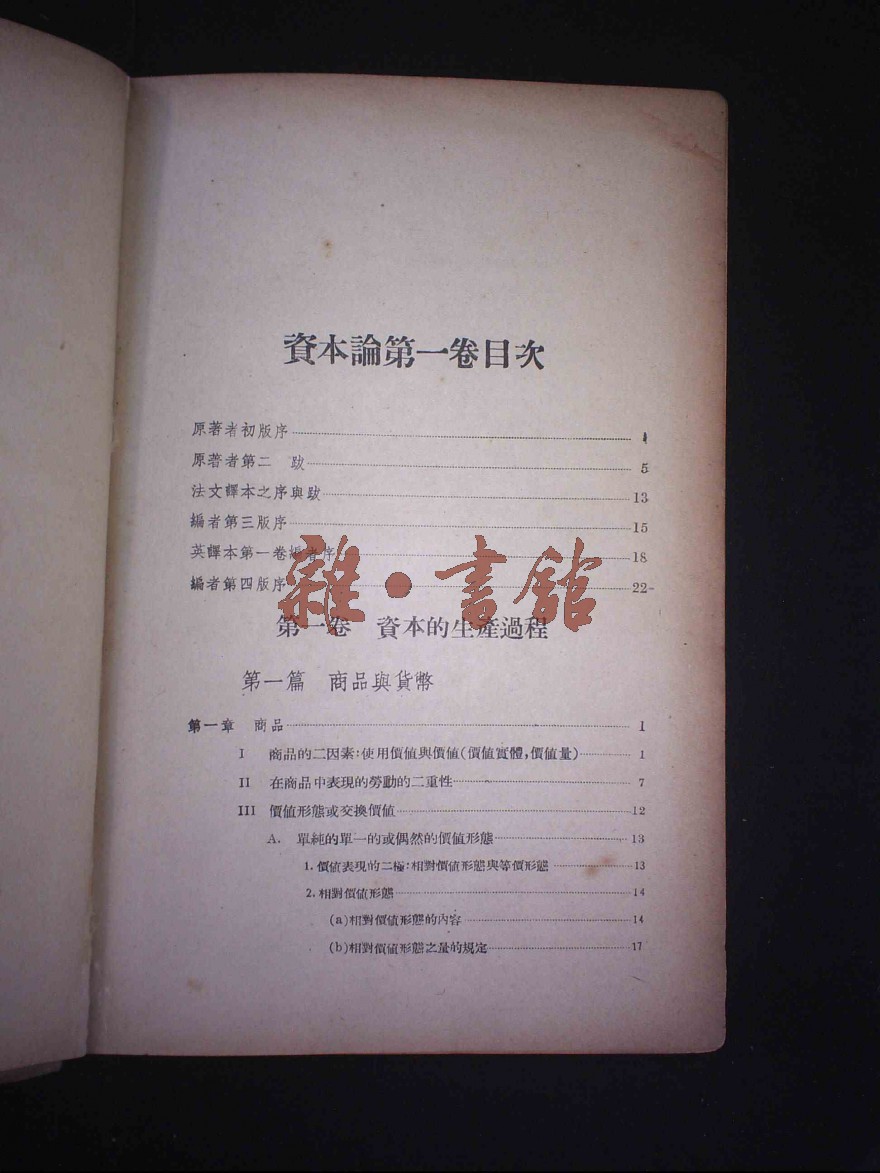 資本論第一卷目次
原著者初版序 1
原著者第二 跋 5
法文譯本之序與跋 13
編者第三版序 15
英譯本第一卷編者序 18
編者第四版序 22
雜·書館
第一卷 資本的生產過程
第一篇 商品與貨幣
第一章 商品 1
I 商品的二因素:使用價值與價值(價值實體,價值量) 1
II 在商品中表現的勞動的二重性 7
III 價值形態或交換價值 12
A. 單純的單一的或偶然的價值形態 13
1. 價值表現的二極:相對價值形態與等價形態 13
2. 相對價值形態 14
(a)相對價值形態的內容 14
(b)相對價值形態之量的規定 17